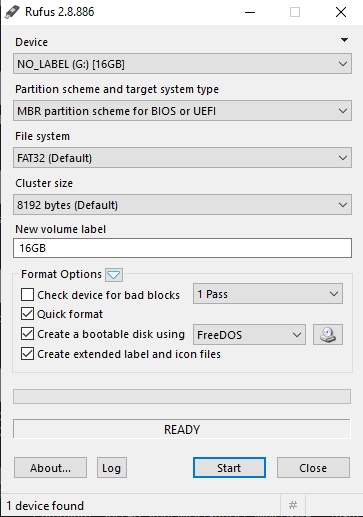 Rufus 2.8.886
Device
NO_LABEL (G:) [16GB]
Partition scheme and target system type
MBR partition scheme for BIOS or UEFI
File system
FAT32 (Default)
Cluster size
8192 bytes (Default)
New volume label
16GB
Format Options
Check device for bad blocks 1 Pass
Quick format
Create a bootable disk using FreeDOS
Create extended label and icon files
READY
About... Log Start Close
1 device found #